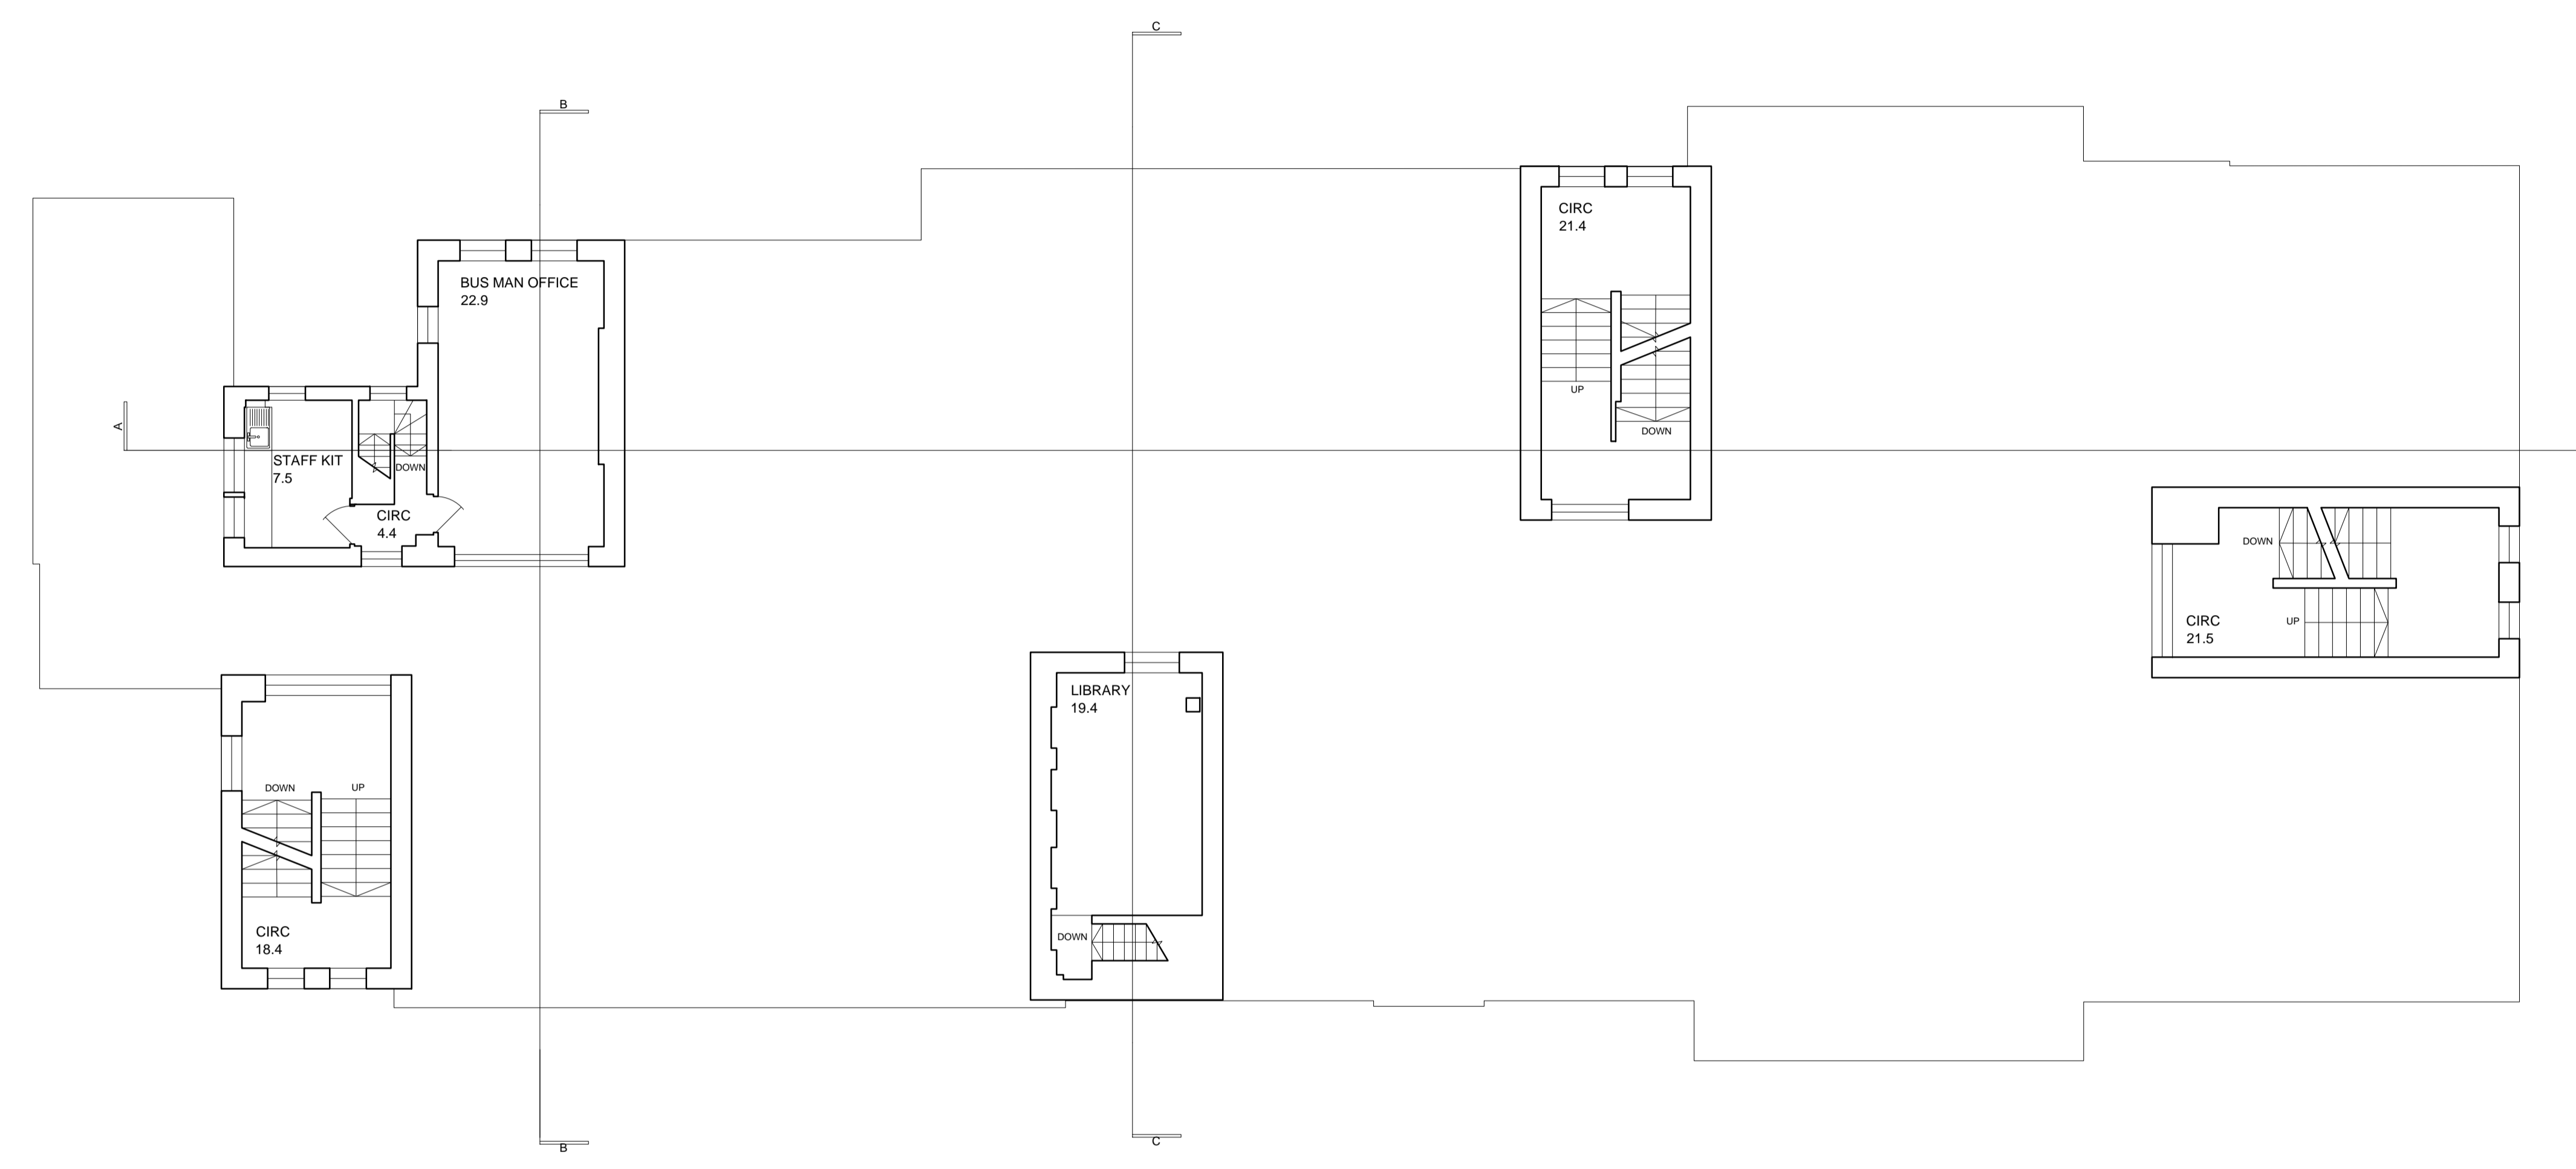 C
B
CIRC
21.4
BUS MAN OFFICE
22.9
UP
A
DOWN
STAFF KIT
7.5
DOWN
CIRC
4.4
DOWN
CIRC
21.5
UP
LIBRARY
19.4
DOWN
UP
CIRC
18.4
DOWN
B
C